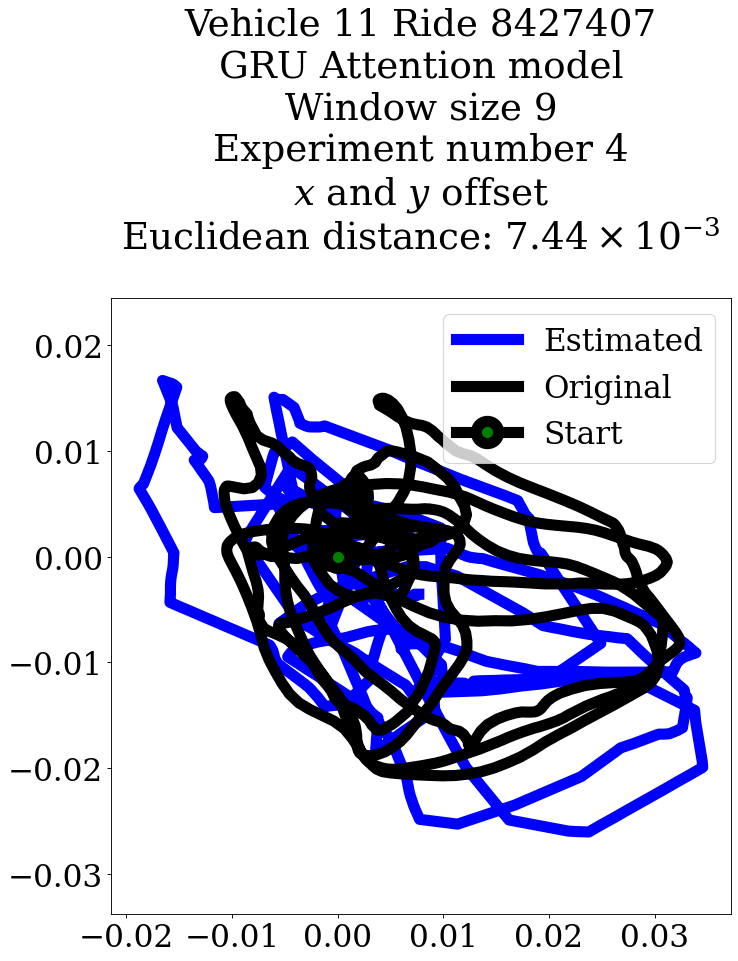 Vehicle 11 Ride 8427407
GRU Attention model
Window size 9
Experiment number 4
x and y offset
Euclidean distance: 7.44 × 10⁻³
Estimated
Original
Start
0.02
0.01
0.00
−0.01
−0.02
−0.03
−0.02 −0.01 0.00 0.01 0.02 0.03